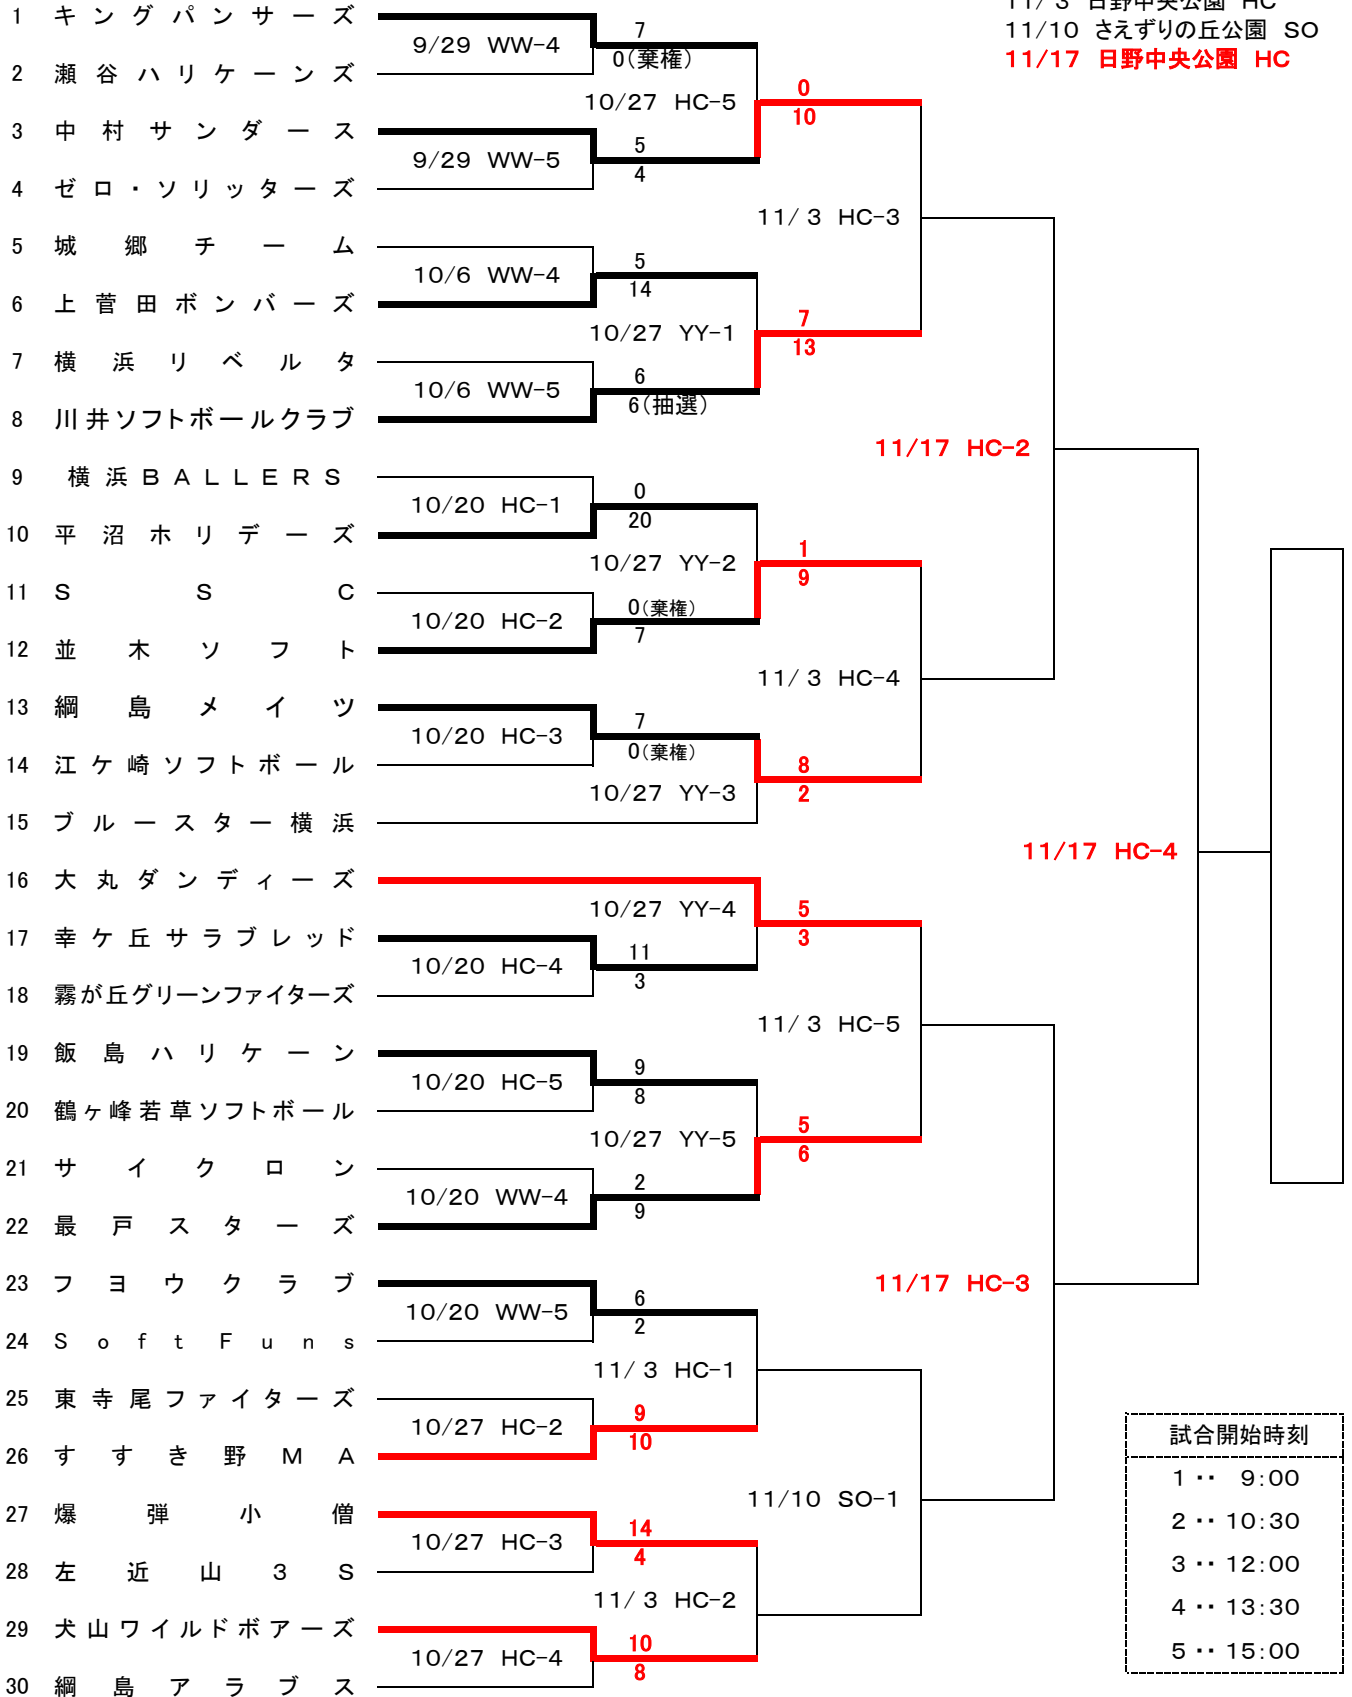 11/ 3 日野中央公園 HC
11/10 さえずりの丘公園 SO
11/17 日野中央公園 HC
1 キングパンサーズ
9/29 WW-4
7
0(棄権)
2 瀬谷ハリケーンズ
10/27 HC-5
0
10
3 中村サンダース
9/29 WW-5
5
4
4 ゼロ・ソリッターズ
11/ 3 HC-3
5 城郷チーム
10/6 WW-4
5
14
6 上菅田ボンバーズ
10/27 YY-1
7
13
7 横浜リベルタ
10/6 WW-5
6
6(抽選)
8 川井ソフトボールクラブ
11/17 HC-2
9 横浜BALLERS
10/20 HC-1
0
20
10 平沼ホリデーズ
10/27 YY-2
1
9
11 SSC
10/20 HC-2
0(棄権)
7
12 並木ソフト
11/ 3 HC-4
13 綱島メイツ
10/20 HC-3
7
0(棄権)
14 江ケ崎ソフトボール
10/27 YY-3
8
2
15 ブルースター横浜
11/17 HC-4
16 大丸ダンディーズ
10/27 YY-4
5
3
17 幸ケ丘サラブレッド
10/20 HC-4
11
3
18 霧が丘グリーンファイターズ
11/ 3 HC-5
19 飯島ハリケーン
10/20 HC-5
9
8
20 鶴ヶ峰若草ソフトボール
10/27 YY-5
5
6
21 サイクロン
10/20 WW-4
2
9
22 最戸スターズ
11/17 HC-3
23 フヨウクラブ
10/20 WW-5
6
2
24 Soft Funs
11/ 3 HC-1
25 東寺尾ファイターズ
10/27 HC-2
9
10
26 すすき野MA
11/10 SO-1
27 爆弾小僧
10/27 HC-3
14
4
28 左近山3S
11/ 3 HC-2
29 犬山ワイルドボアーズ
10/27 HC-4
10
8
30 綱島アラブス
試合開始時刻
1 ‥ 9:00
2 ‥ 10:30
3 ‥ 12:00
4 ‥ 13:30
5 ‥ 15:00